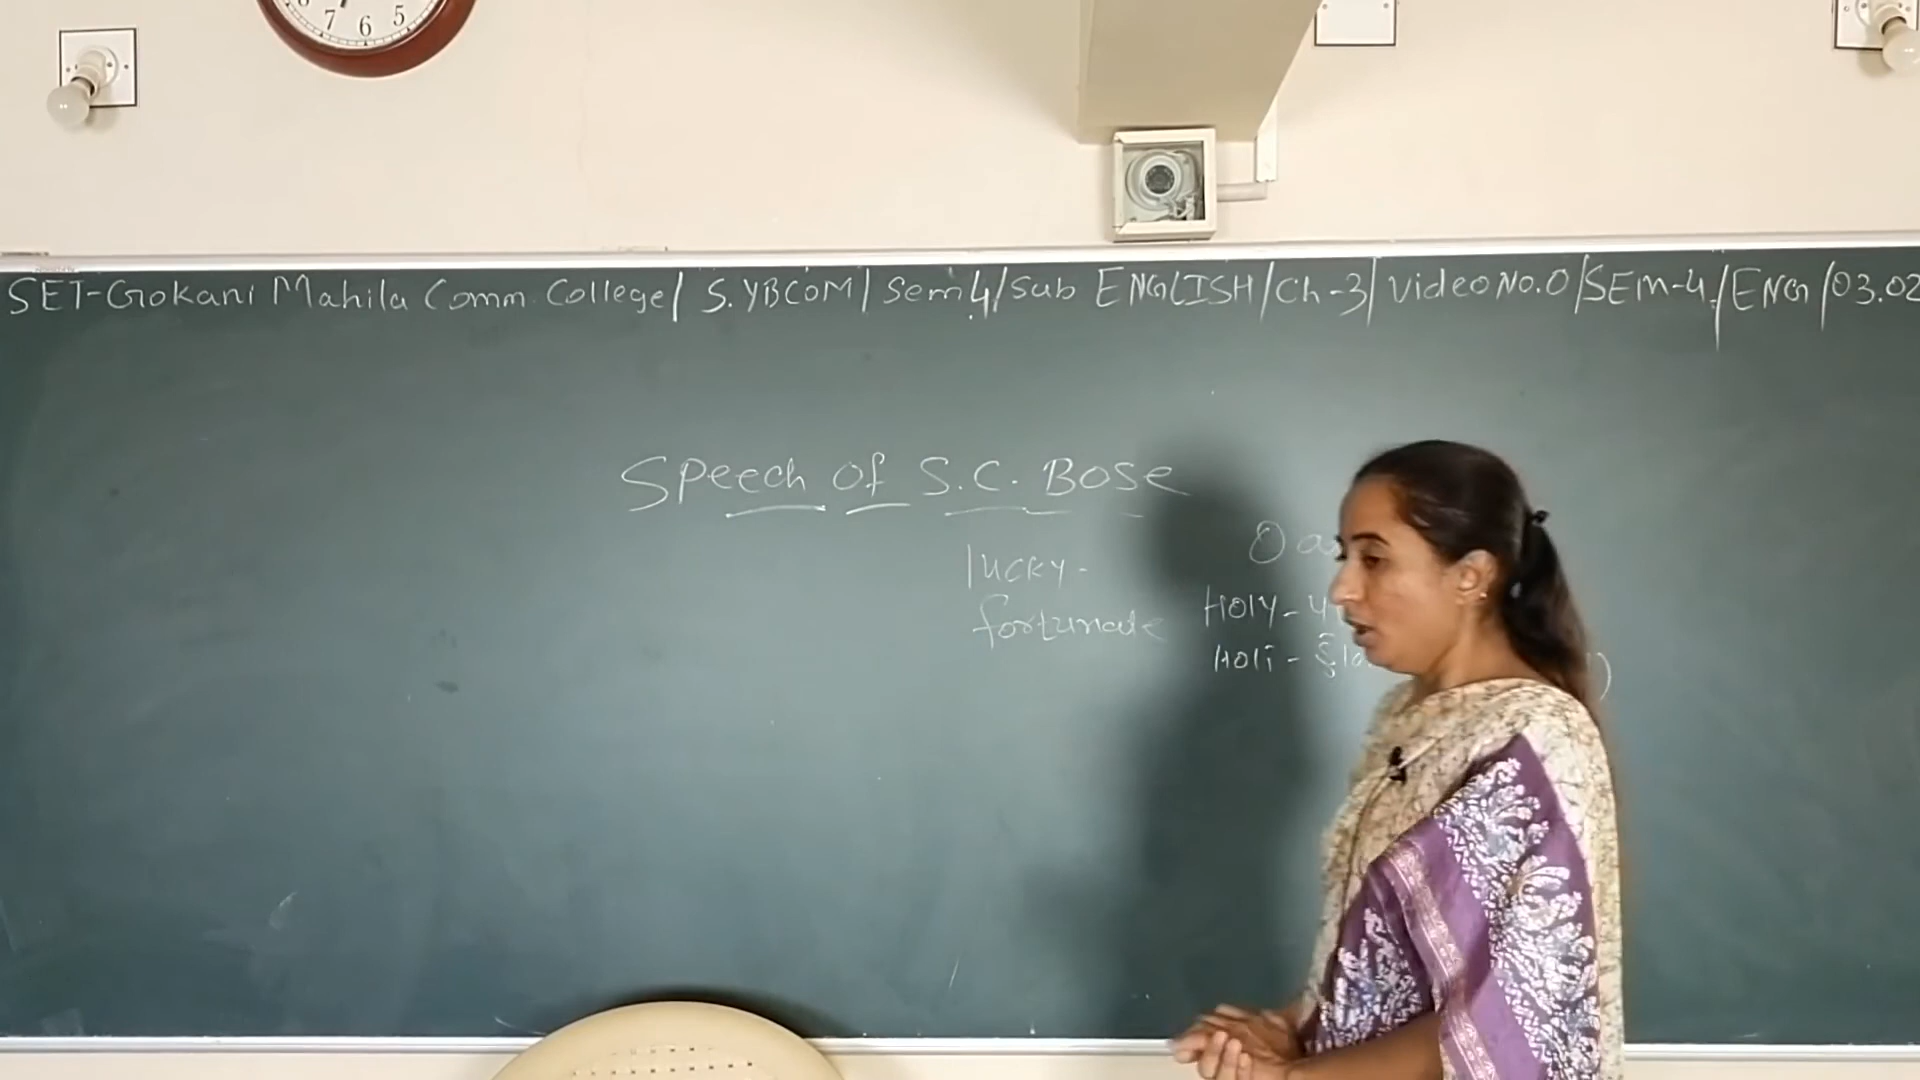 7 6 5
SET-Gokani Mahila Comm. College/ S.YBCOM/ Sem 4/Sub ENGLISH/Ch-3/ Video No.0/SEM-4./ENG/03.02
Speech of S.C. Bose
lucky-
fortunate
Holy-
Holi-